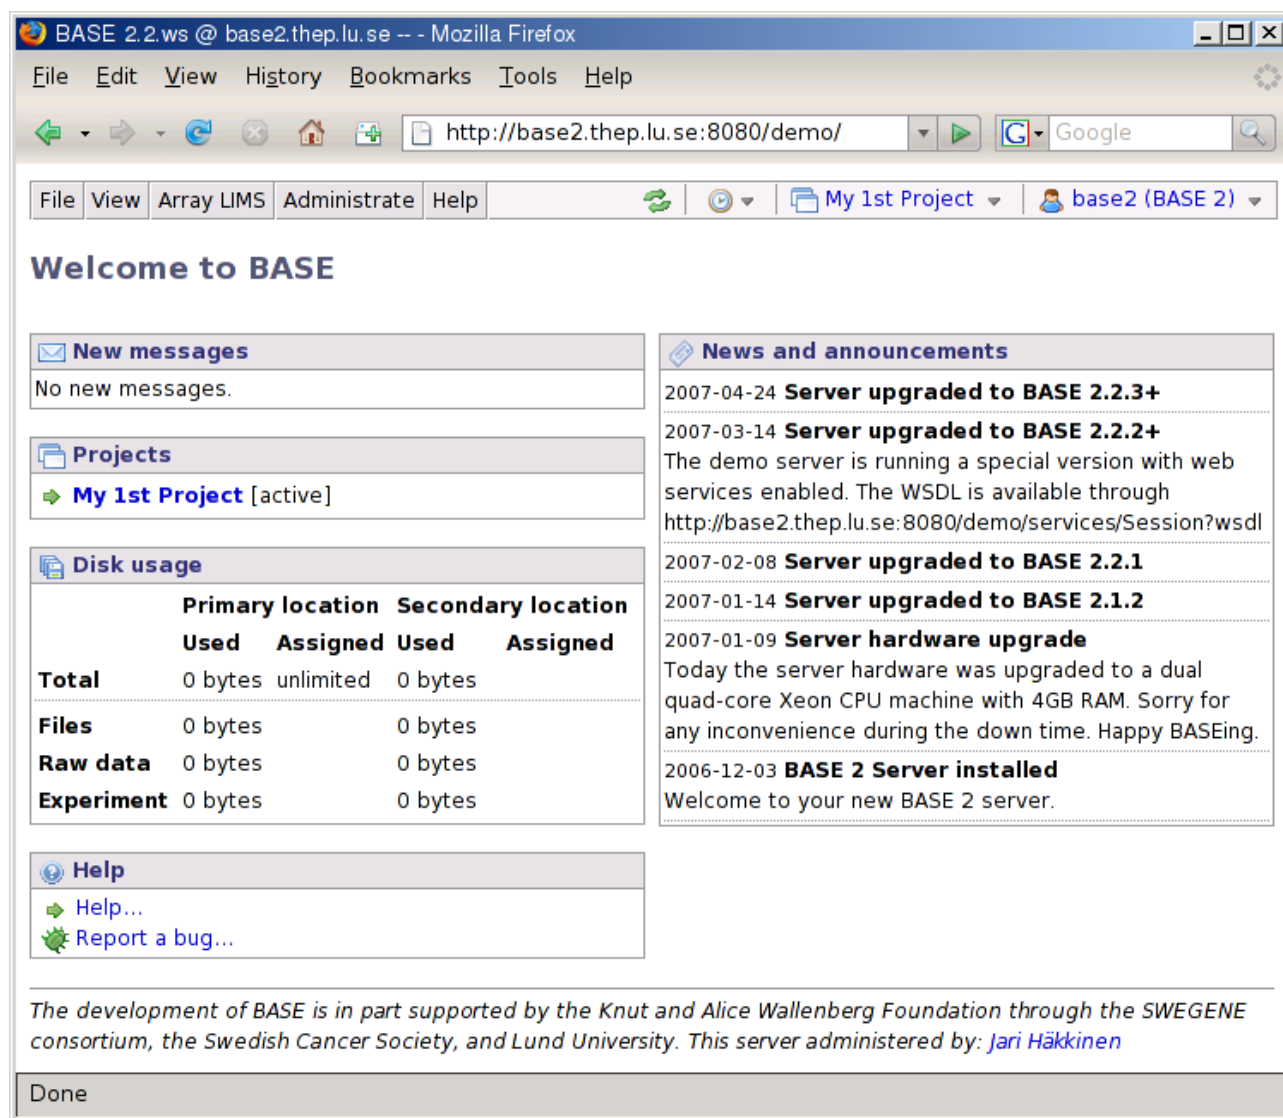 BASE 2.2.ws @ base2.thep.lu.se -- - Mozilla Firefox
File Edit View History Bookmarks Tools Help
http://base2.thep.lu.se:8080/demo/ G Google
File View Array LIMS Administrate Help My 1st Project base2 (BASE 2)
Welcome to BASE
New messages
No new messages.
Projects
My 1st Project [active]
Disk usage
Primary location Secondary location
Used Assigned Used Assigned
Total 0 bytes unlimited 0 bytes
Files 0 bytes 0 bytes
Raw data 0 bytes 0 bytes
Experiment 0 bytes 0 bytes
Help
Help...
Report a bug...
News and announcements
2007-04-24 Server upgraded to BASE 2.2.3+
2007-03-14 Server upgraded to BASE 2.2.2+
The demo server is running a special version with web
services enabled. The WSDL is available through
http://base2.thep.lu.se:8080/demo/services/Session?wsdl
2007-02-08 Server upgraded to BASE 2.2.1
2007-01-14 Server upgraded to BASE 2.1.2
2007-01-09 Server hardware upgrade
Today the server hardware was upgraded to a dual
quad-core Xeon CPU machine with 4GB RAM. Sorry for
any inconvenience during the down time. Happy BASEing.
2006-12-03 BASE 2 Server installed
Welcome to your new BASE 2 server.
The development of BASE is in part supported by the Knut and Alice Wallenberg Foundation through the SWEGENE
consortium, the Swedish Cancer Society, and Lund University. This server administered by: Jari Häkkinen
Done